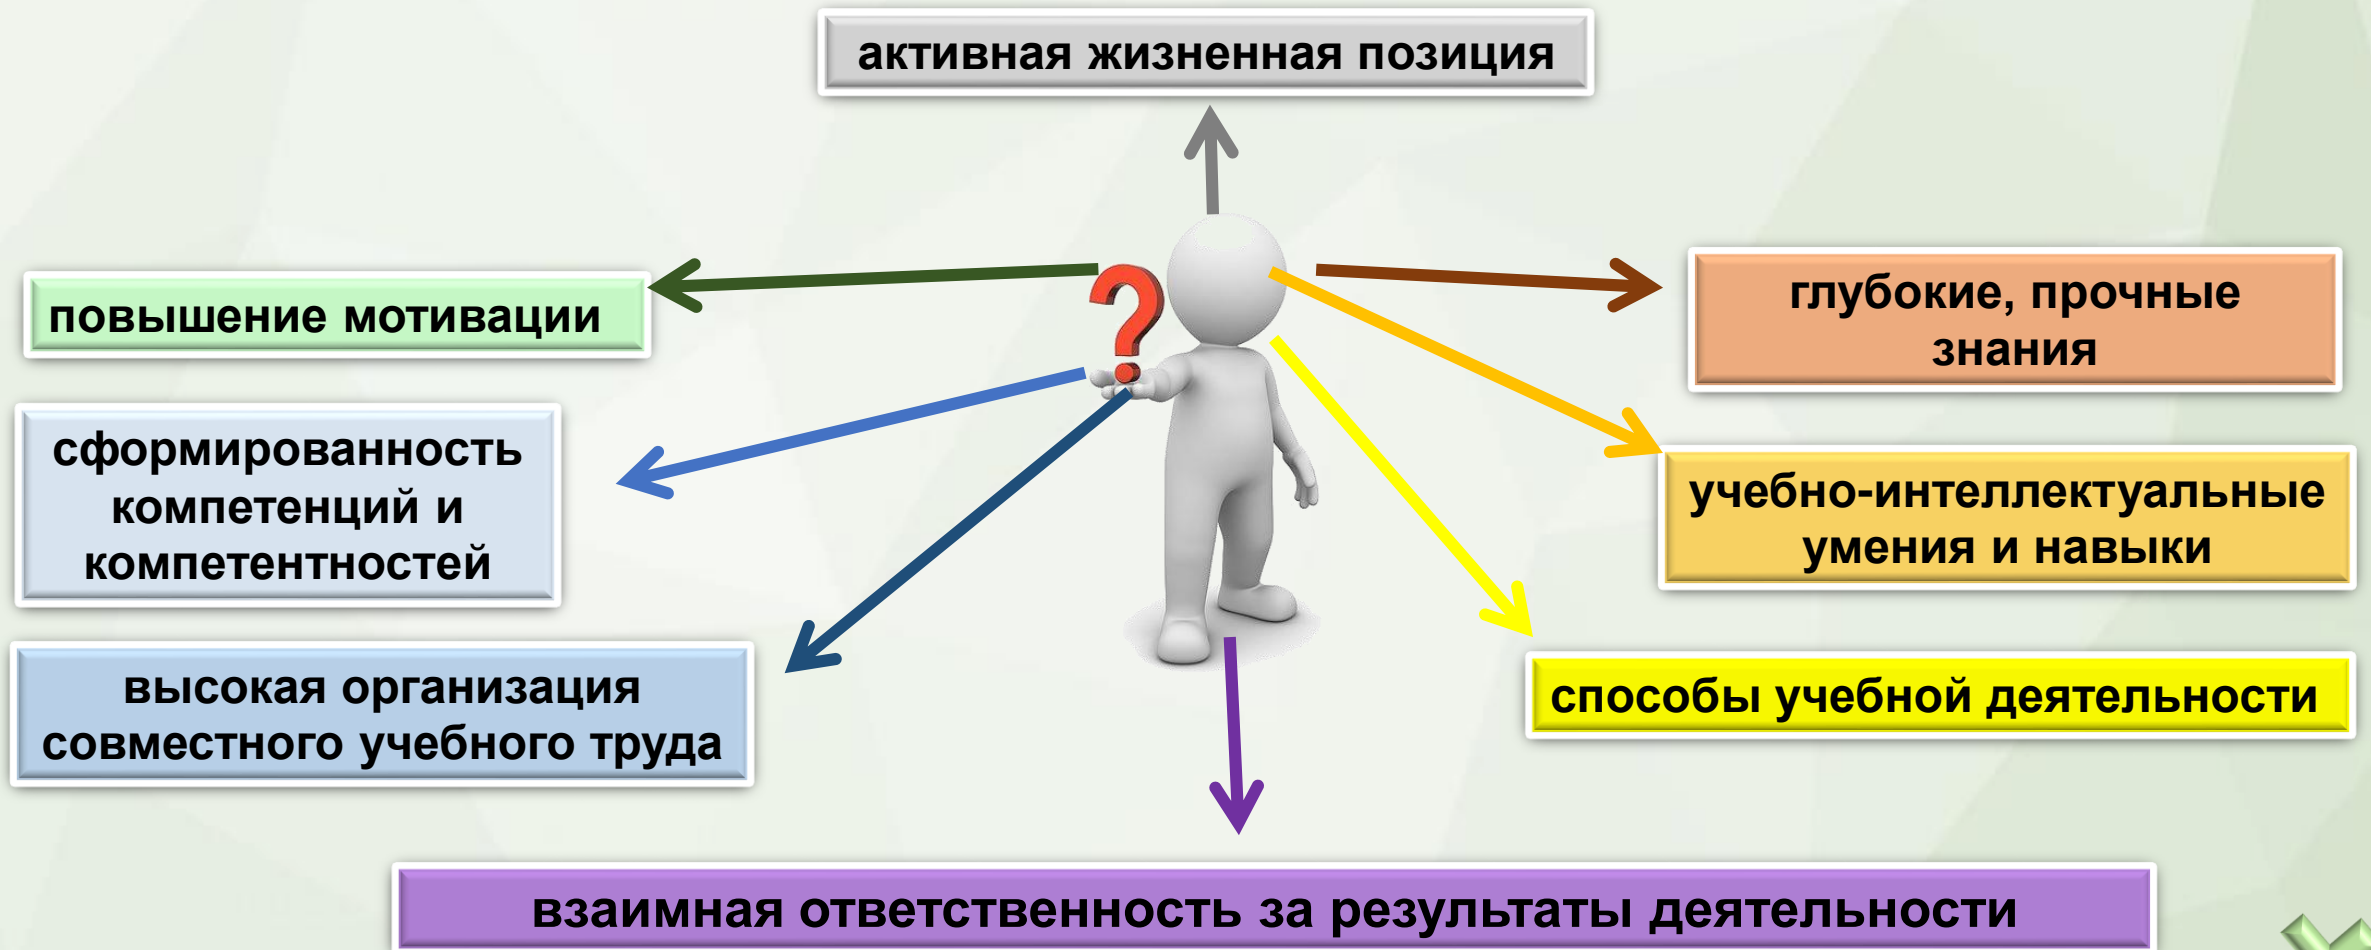 активная жизненная позиция
повышение мотивации
глубокие, прочные
знания
сформированность
компетенций и
компетентностей
учебно-интеллектуальные
умения и навыки
высокая организация
совместного учебного труда
способы учебной деятельности
взаимная ответственность за результаты деятельности
?